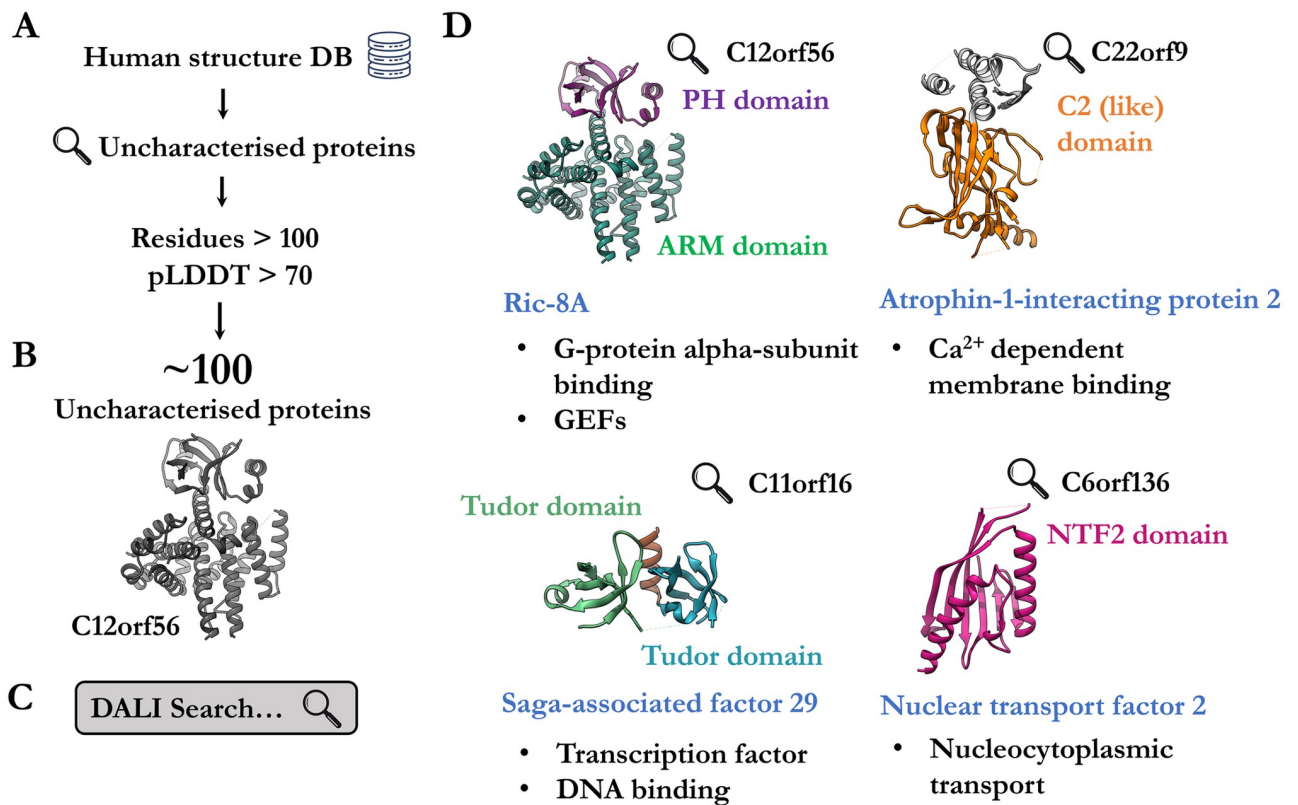 A
Human structure DB
Uncharacterised proteins
Residues > 100
pLDDT > 70
B
~100
Uncharacterised proteins
C12orf56
C
DALI Search...
D
C12orf56
PH domain
ARM domain
Ric-8A
• G-protein alpha-subunit
binding
• GEFs
C22orf9
C2 (like)
domain
Atrophin-1-interacting protein 2
• Ca²⁺ dependent
membrane binding
C11orf16
Tudor domain
Tudor domain
Saga-associated factor 29
• Transcription factor
• DNA binding
C6orf136
NTF2 domain
Nuclear transport factor 2
• Nucleocytoplasmic
transport